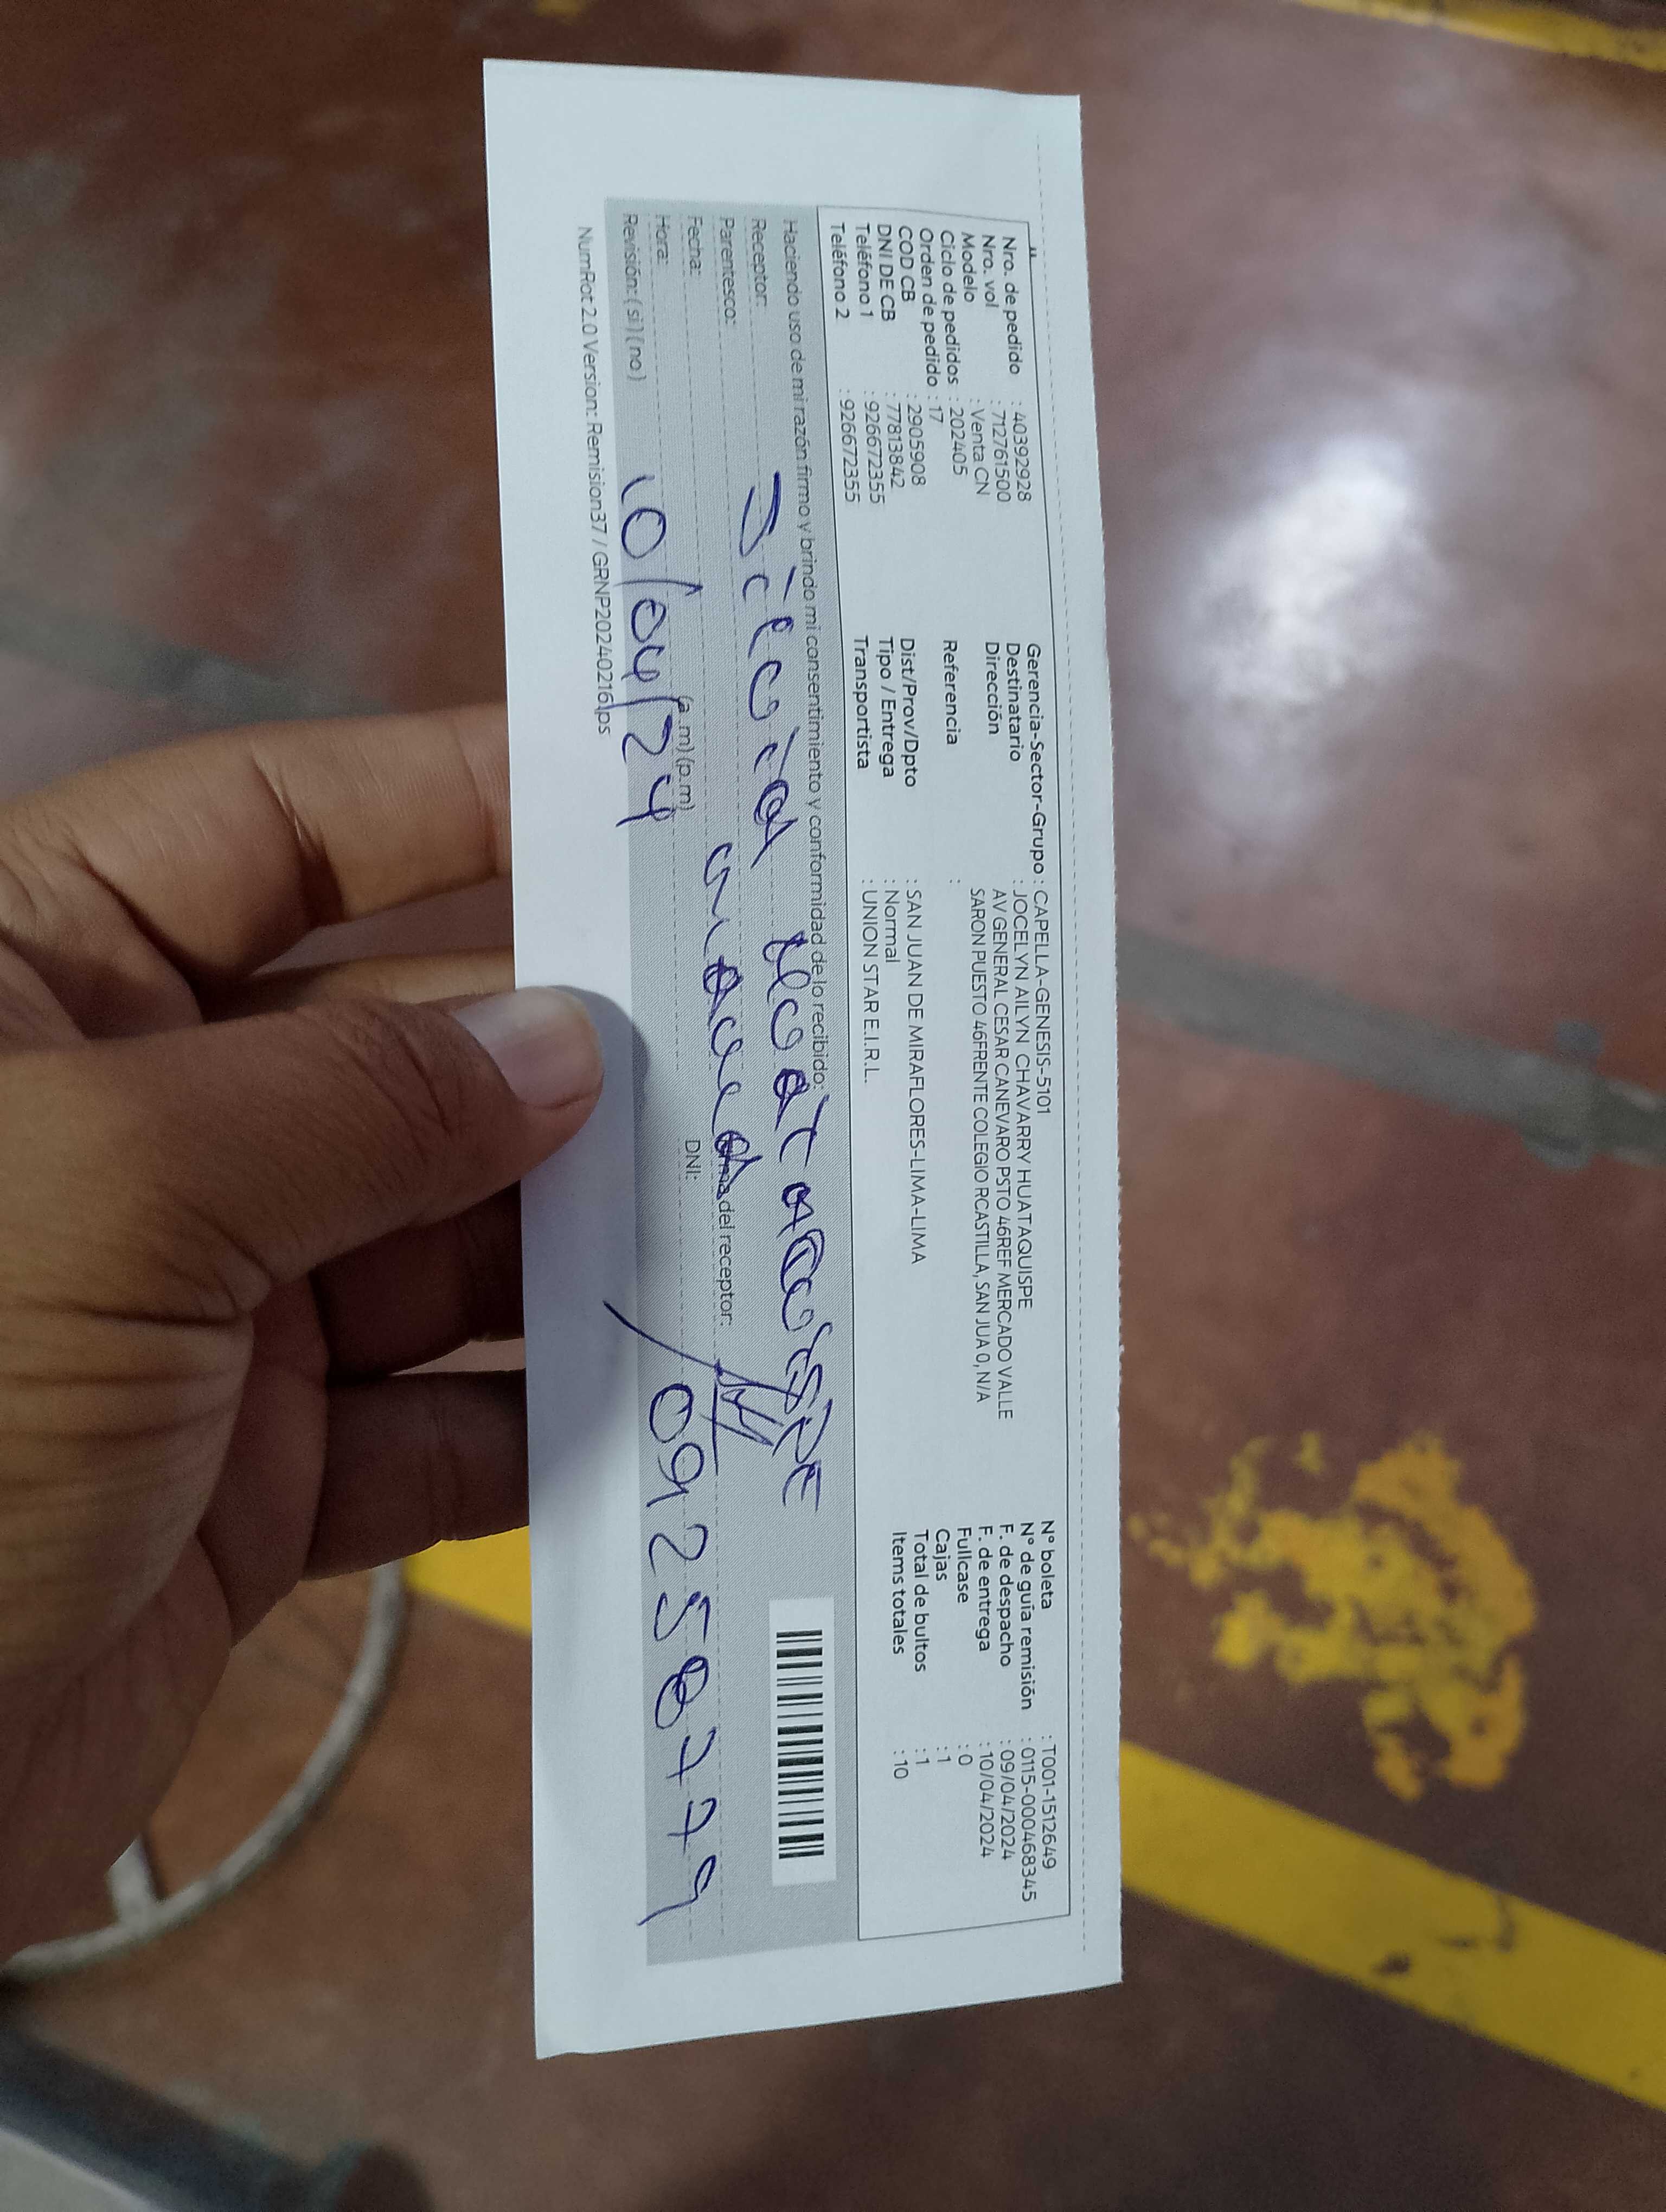 Nro. de pedido : 40392928
Nro. vol : 712761500
Modelo : Venta CN
Ciclo de pedidos : 202405
Orden de pedido : 17
COD CB : 2905908
DNI DE CB : 77813842
Teléfono 1 : 926672355
Teléfono 2 : 926672355
Gerencia-Sector-Grupo : CAPELLA-GENESIS-5101
Destinatario : JOCELYN AILYN CHAVARRY HUATAQUISPE
Dirección AV GENERAL CESAR CANEVARO PSTO 46REF MERCADO VALLE
SARON PUESTO 46FRENTE COLEGIO RCASTILLA, SAN JUA 0, N/A
Referencia :
Dist/Prov/Dpto : SAN JUAN DE MIRAFLORES-LIMA-LIMA
Tipo / Entrega : Normal
Transportista : UNION STAR E.I.R.L.
N° boleta : T001-1512649
N° de guía remisión : 0115-000468345
F. de despacho : 09/04/2024
F. de entrega : 10/04/2024
Fullcase : 0
Cajas : 1
Total de bultos : 1
Items totales : 10
Haciendo uso de mi razón firmo y brindo mi consentimiento y conformidad de lo recibido:
Receptor:
Parentesco: del receptor:
Fecha: DNI: 09258779
Hora: (a.m) (p.m)
Revisión: ( si ) ( no ) 10/04/24
NumRot 2.0 Version: Remision37 / GRNP20240216\ps